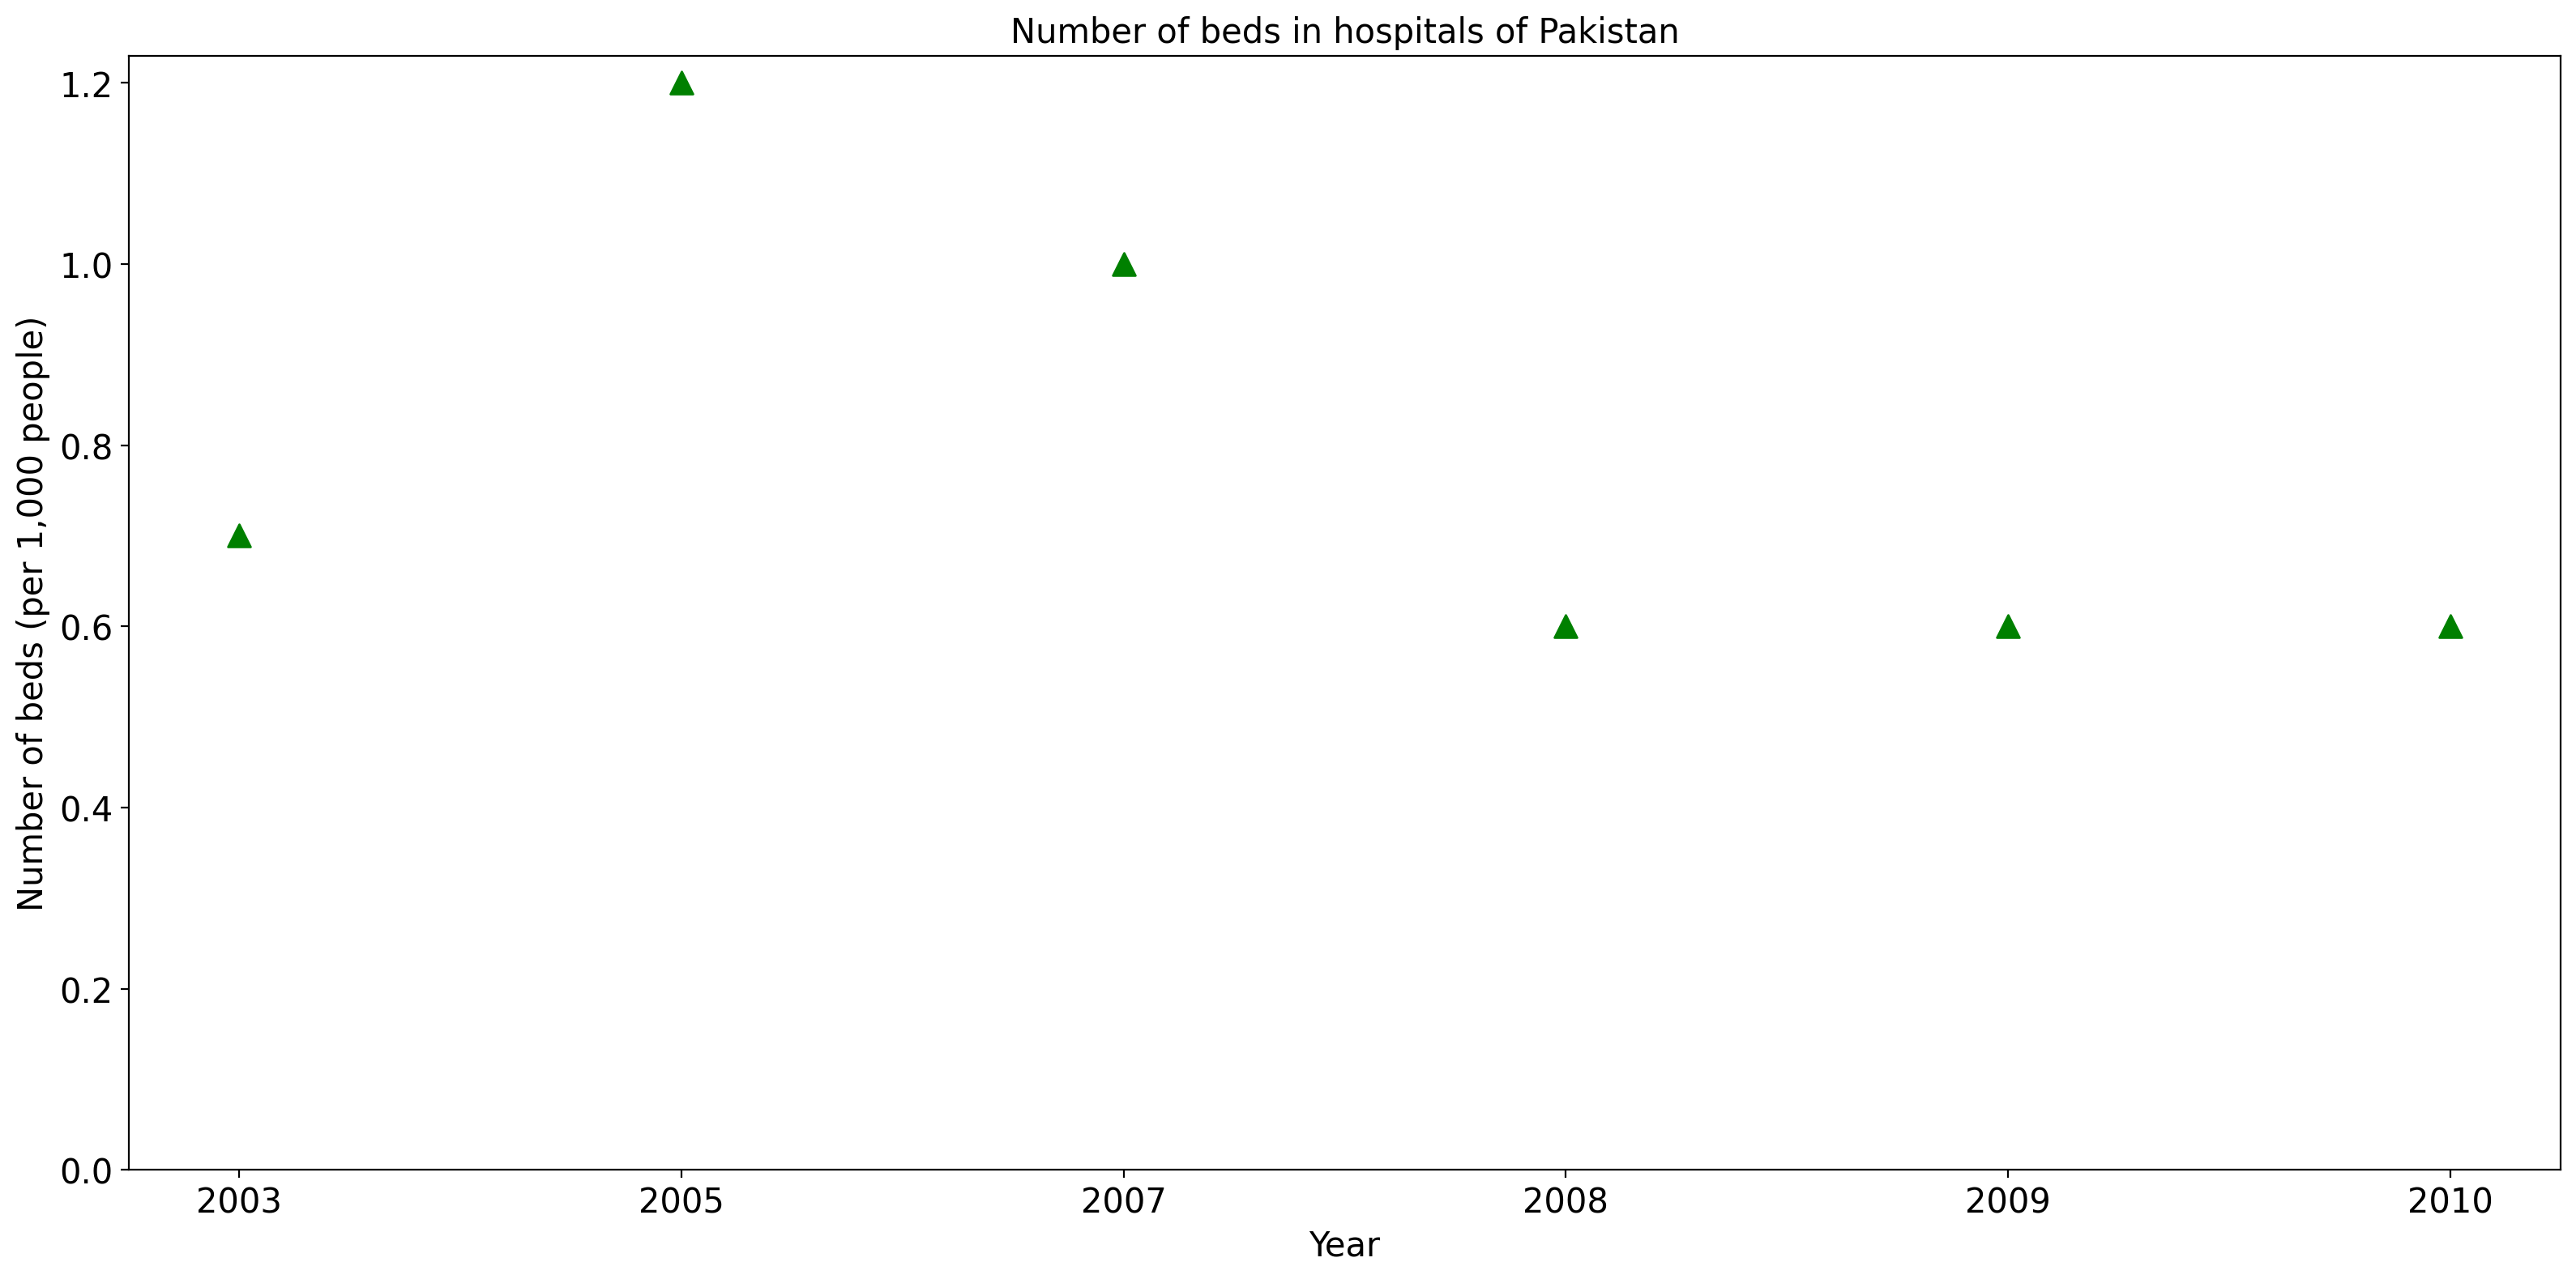 Number of beds in hospitals of Pakistan
Number of beds (per 1,000 people)
1.2
1.0
0.8
0.6
0.4
0.2
0.0
2003 2005 2007 2008 2009 2010
Year